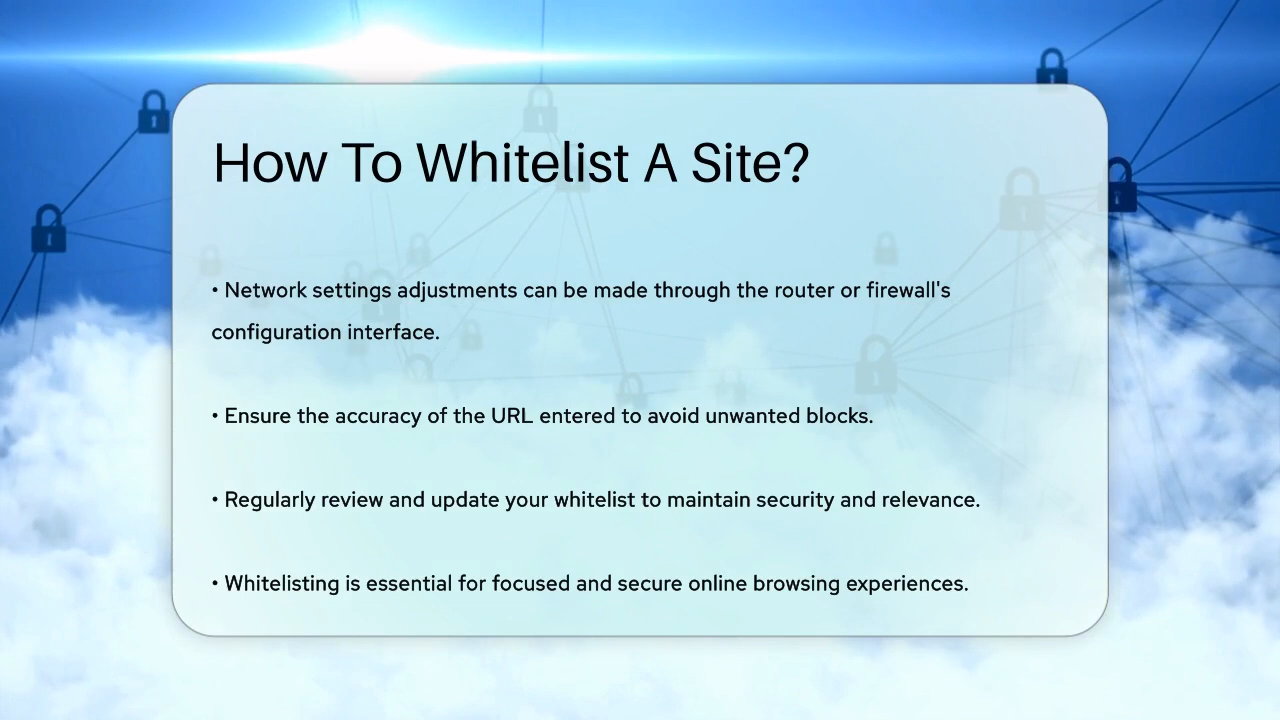 How To Whitelist A Site?
• Network settings adjustments can be made through the router or firewall's
configuration interface.
• Ensure the accuracy of the URL entered to avoid unwanted blocks.
• Regularly review and update your whitelist to maintain security and relevance.
• Whitelisting is essential for focused and secure online browsing experiences.